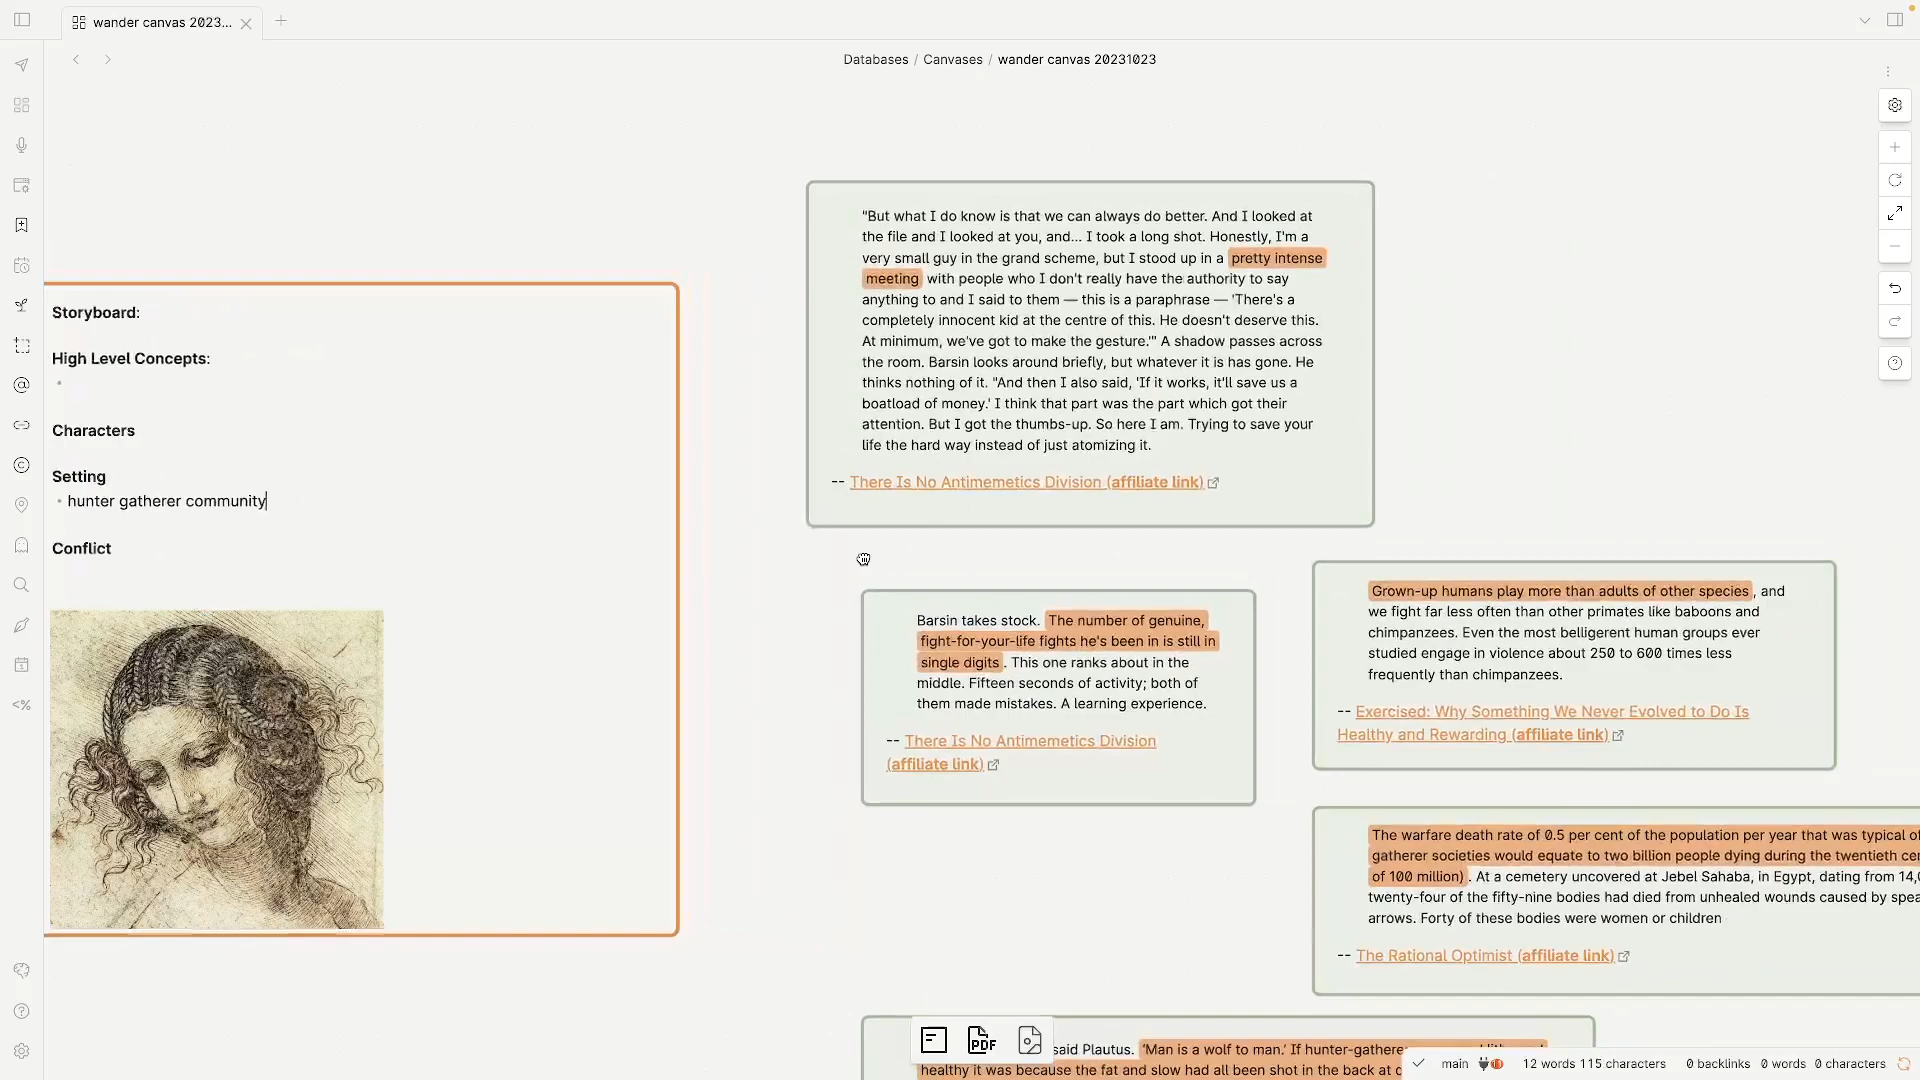 wander canvas 2023...
Databases / Canvases / wander canvas 20231023
Storyboard:
High Level Concepts:
Characters
Setting
hunter gatherer community
Conflict
"But what I do know is that we can always do better. And I looked at
the file and I looked at you, and... I took a long shot. Honestly, I'm a
very small guy in the grand scheme, but I stood up in a pretty intense
meeting with people who I don't really have the authority to say
anything to and I said to them — this is a paraphrase — 'There's a
completely innocent kid at the centre of this. He doesn't deserve this.
At minimum, we've got to make the gesture.'" A shadow passes across
the room. Barsin looks around briefly, but whatever it is has gone. He
thinks nothing of it. "And then I also said, 'If it works, it'll save us a
boatload of money.' I think that part was the part which got their
attention. But I got the thumbs-up. So here I am. Trying to save your
life the hard way instead of just atomizing it.
-- There Is No Antimemetics Division (affiliate link)
Barsin takes stock. The number of genuine,
fight-for-your-life fights he's been in is still in
single digits. This one ranks about in the
middle. Fifteen seconds of activity; both of
them made mistakes. A learning experience.
-- There Is No Antimemetics Division
(affiliate link)
Grown-up humans play more than adults of other species, and
we fight far less often than other primates like baboons and
chimpanzees. Even the most belligerent human groups ever
studied engage in violence about 250 to 600 times less
frequently than chimpanzees.
-- Exercised: Why Something We Never Evolved to Do Is
Healthy and Rewarding (affiliate link)
The warfare death rate of 0.5 per cent of the population per year that was typical of
gatherer societies would equate to two billion people dying during the twentieth
of 100 million). At a cemetery uncovered at Jebel Sahaba, in Egypt, dating from
twenty-four of the fifty-nine bodies had died from unhealed wounds caused by
arrows. Forty of these bodies were women or children
-- The Rational Optimist (affiliate link)
said Plautus. 'Man is a wolf to man.' If
healthy it was because the fat and slow had all been shot in the back at
PDF
<%
main 12 words 115 characters 0 backlinks 0 words 0 characters